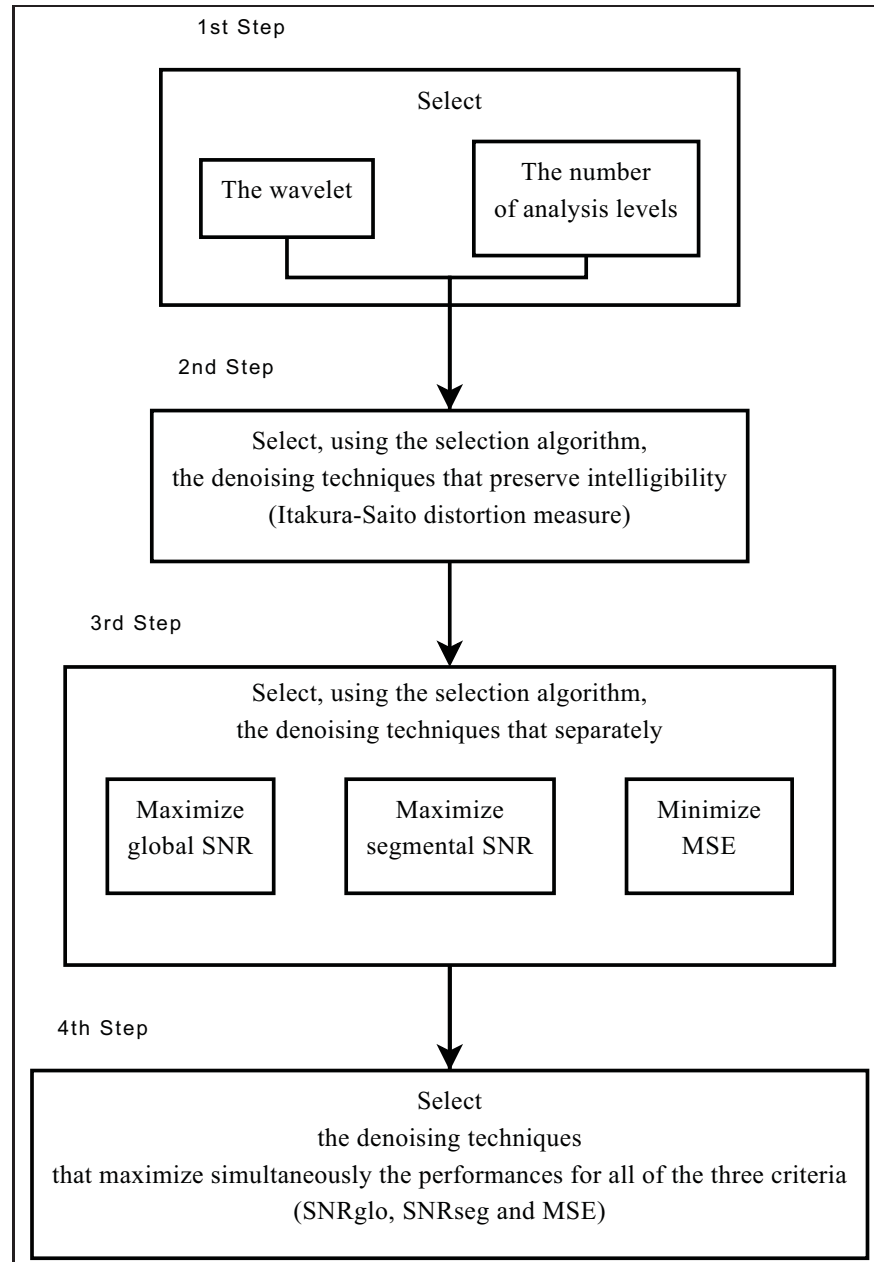 1st Step
Select
The wavelet
The number
of analysis levels
2nd Step
Select, using the selection algorithm,
the denoising techniques that preserve intelligibility
(Itakura-Saito distortion measure)
3rd Step
Select, using the selection algorithm,
the denoising techniques that separately
Maximize
global SNR
Maximize
segmental SNR
Minimize
MSE
4th Step
Select
the denoising techniques
that maximize simultaneously the performances for all of the three criteria
(SNRglo, SNRseg and MSE)